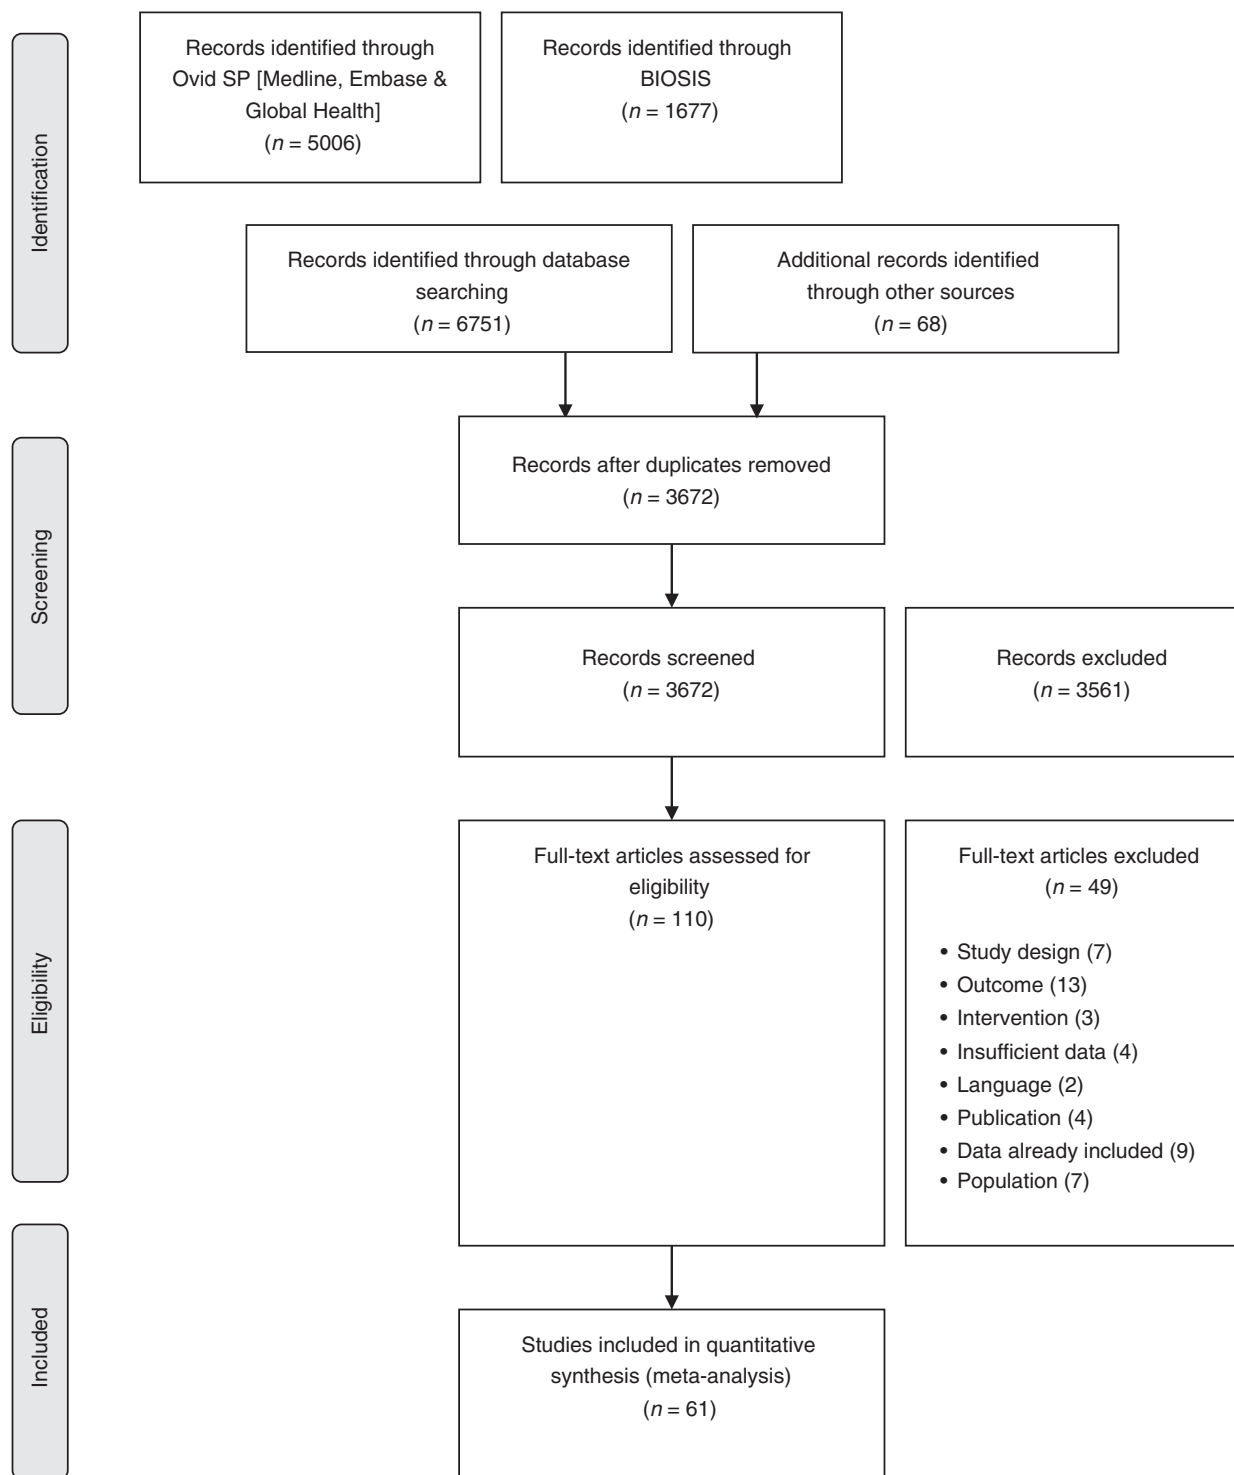 Identification
Records identified through
Ovid SP [Medline, Embase &
Global Health]
(n = 5006)
Records identified through
BIOSIS
(n = 1677)
Records identified through database
searching
(n = 6751)
Additional records identified
through other sources
(n = 68)
Screening
Records after duplicates removed
(n = 3672)
Records screened
(n = 3672)
Records excluded
(n = 3561)
Eligibility
Full-text articles assessed for
eligibility
(n = 110)
Full-text articles excluded
(n = 49)
• Study design (7)
• Outcome (13)
• Intervention (3)
• Insufficient data (4)
• Language (2)
• Publication (4)
• Data already included (9)
• Population (7)
Included
Studies included in quantitative
synthesis (meta-analysis)
(n = 61)